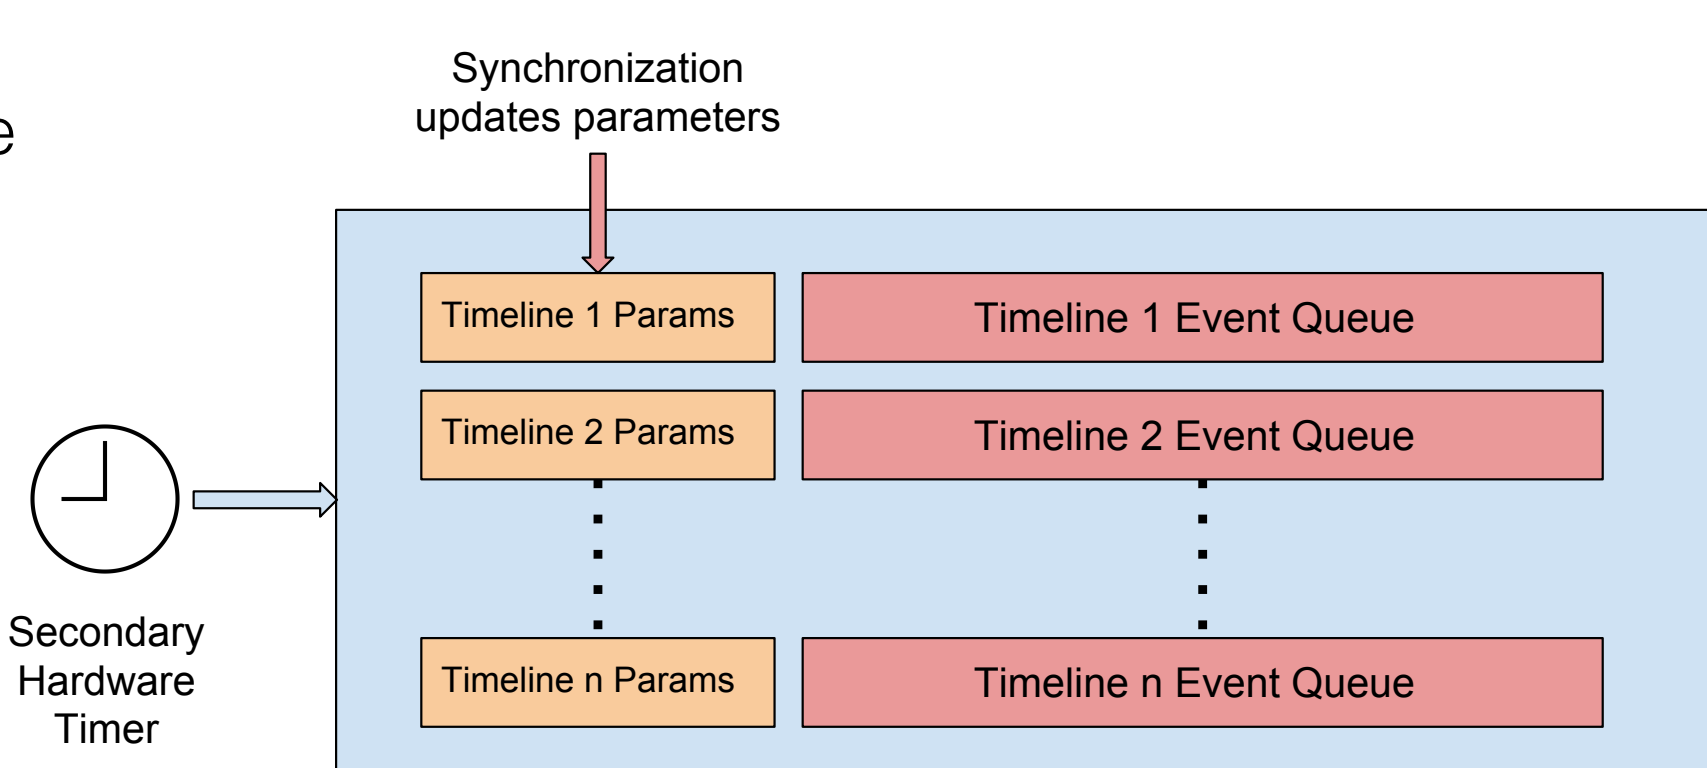 Synchronization
updates parameters
e
Timeline 1 Params
Timeline 1 Event Queue
Timeline 2 Params
Timeline 2 Event Queue
Secondary
Hardware
Timer
Timeline n Params
Timeline n Event Queue